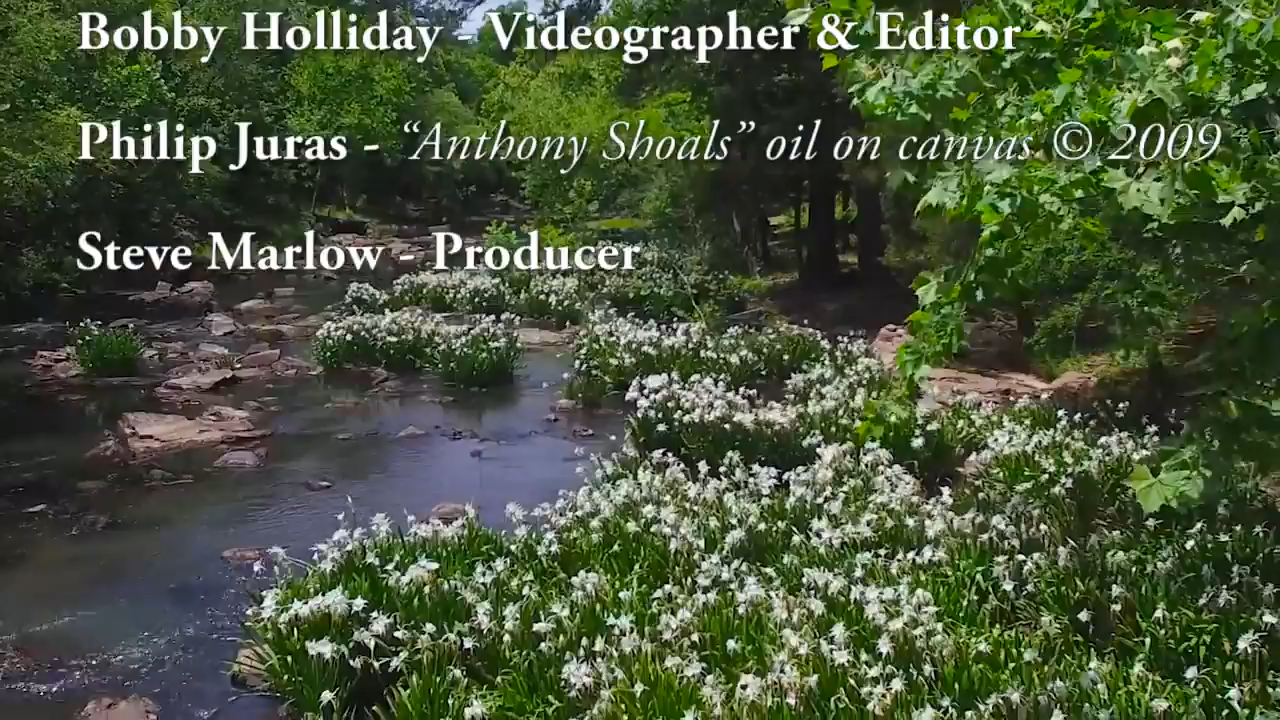 Bobby Holliday - Videographer & Editor
Philip Juras - “Anthony Shoals” oil on canvas © 2009
Steve Marlow - Producer